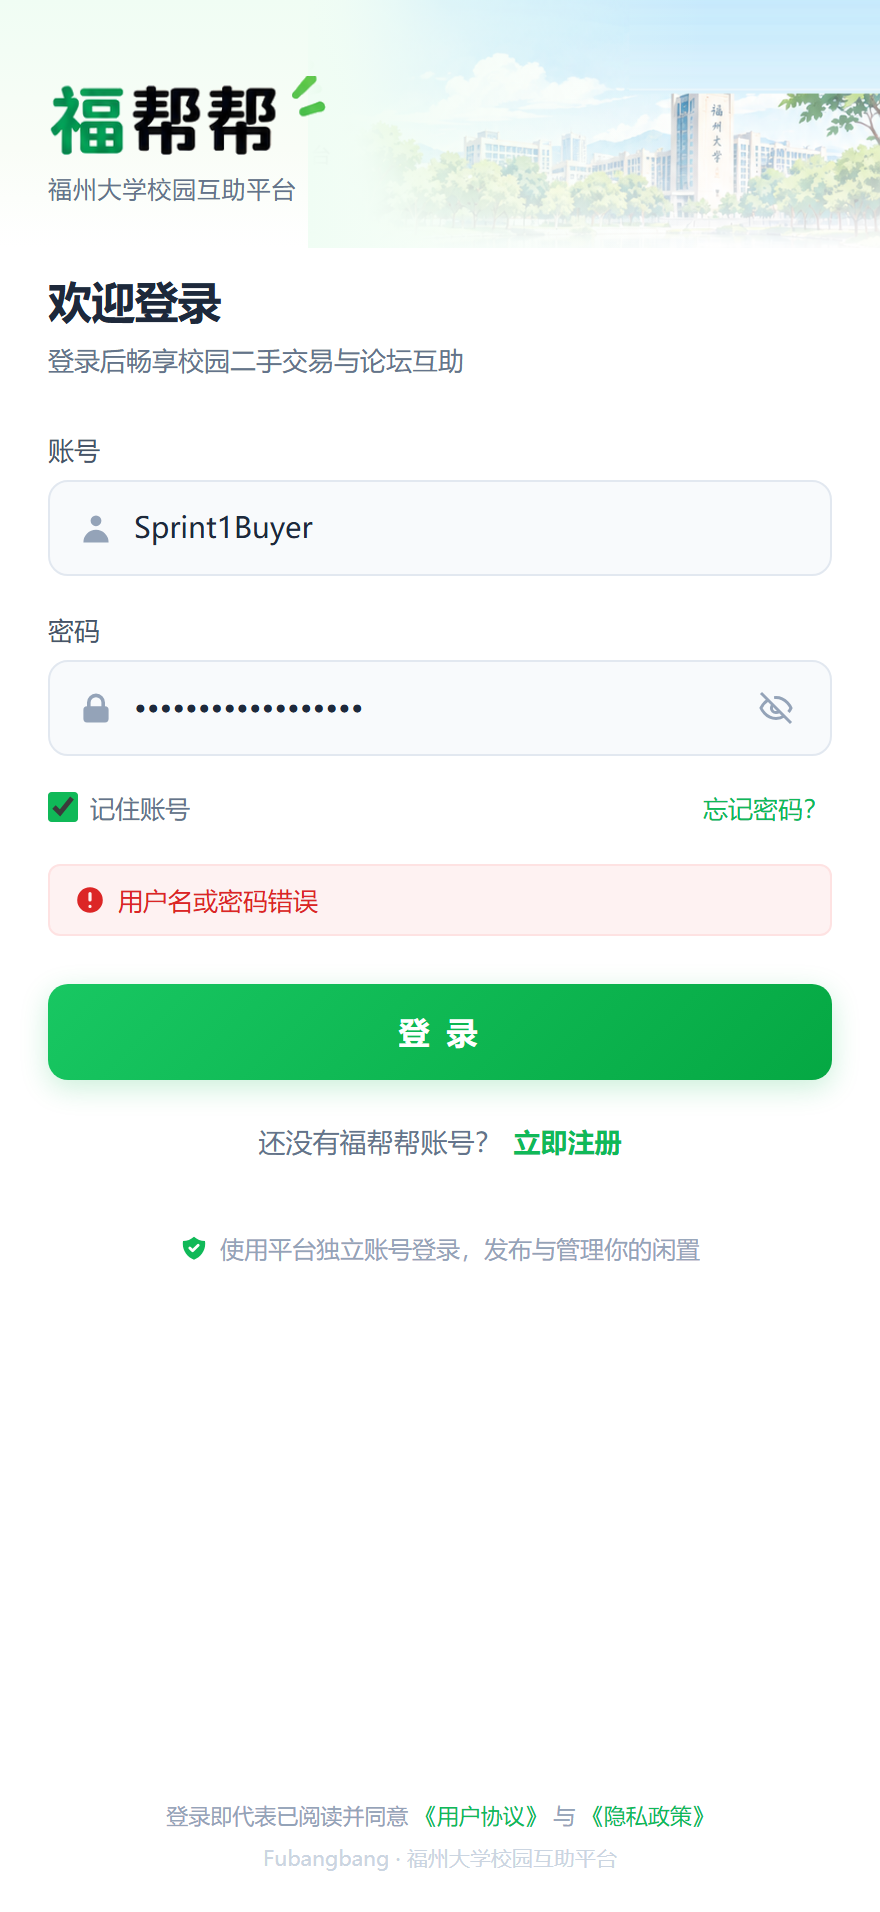 福帮帮
福州大学校园互助平台
福州大学
欢迎登录
登录后畅享校园二手交易与论坛互助
账号
Sprint1Buyer
密码
•••••••••••••••••• 
记住账号
忘记密码?
用户名或密码错误
登 录
还没有福帮帮账号? 立即注册
使用平台独立账号登录，发布与管理你的闲置
登录即代表已阅读并同意《用户协议》与《隐私政策》
Fubangbang · 福州大学校园互助平台